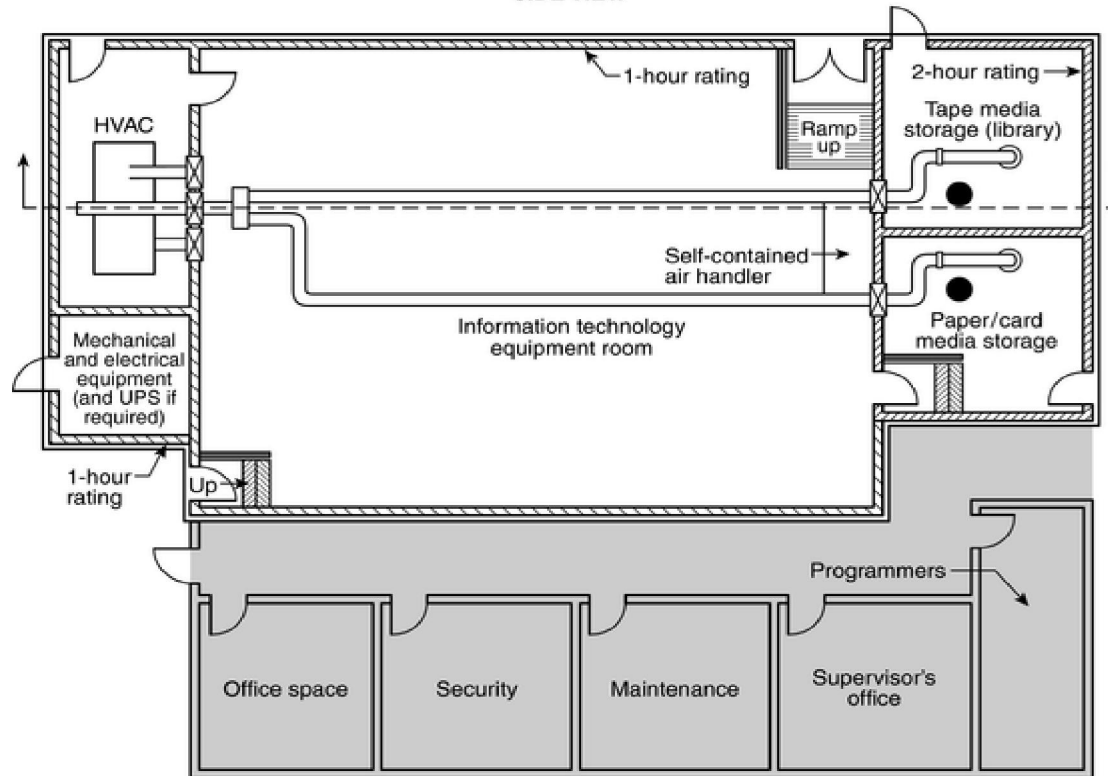 1-hour rating
2-hour rating
HVAC
Tape media
storage (library)
Ramp
up
Self-contained
air handler
Information technology
equipment room
Paper/card
media storage
Mechanical
and electrical
equipment
(and UPS if
required)
1-hour
rating
Up
Programmers
Office space
Security
Maintenance
Supervisor's
office